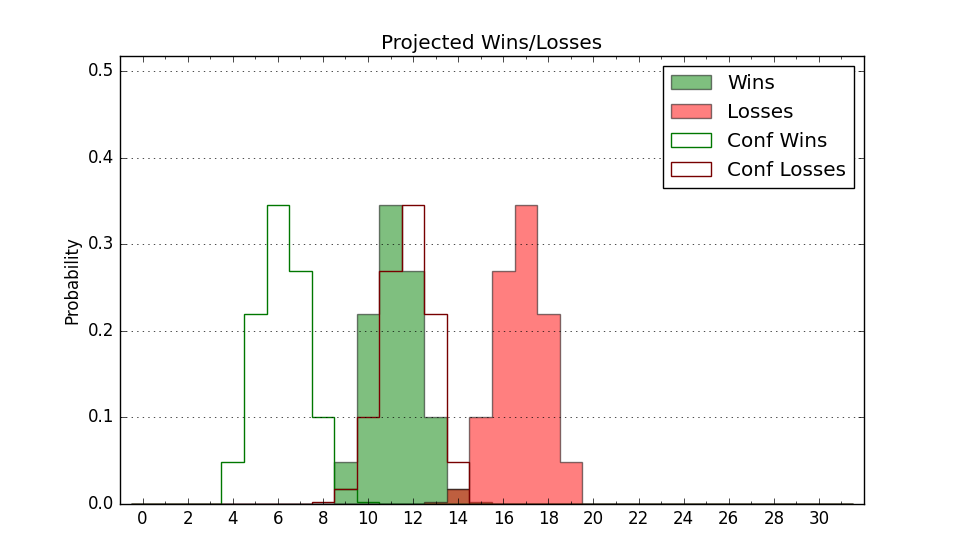 Projected Wins/Losses
0.5
0.4
0.3
0.2
0.1
0.0
Probability
Wins
Losses
Conf Wins
Conf Losses
0 2 4 6 8 10 12 14 16 18 20 22 24 26 28 30